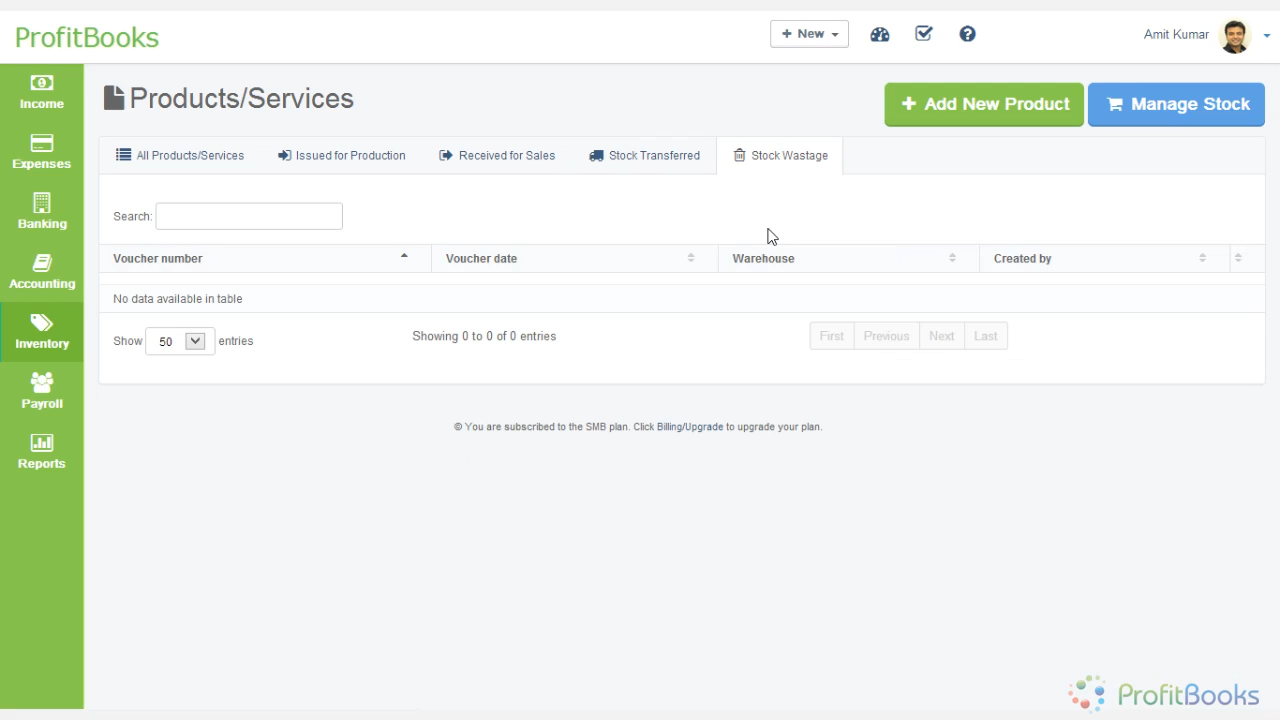 ProfitBooks
+ New
Amit Kumar
Income
Expenses
Banking
Accounting
Inventory
Payroll
Reports
Products/Services
+ Add New Product
Manage Stock
All Products/Services
Issued for Production
Received for Sales
Stock Transferred
Stock Wastage
Search:
Voucher number
Voucher date
Warehouse
Created by
No data available in table
Show 50 entries
Showing 0 to 0 of 0 entries
First Previous Next Last
© You are subscribed to the SMB plan. Click Billing/Upgrade to upgrade your plan.
ProfitBooks